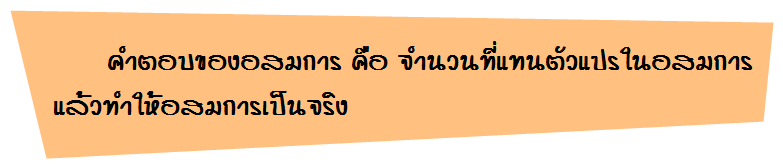 คำตอบของอสมการ คือ จำนวนที่แทนตัวแปรในอสมการ
แล้วทำให้อสมการเป็นจริง